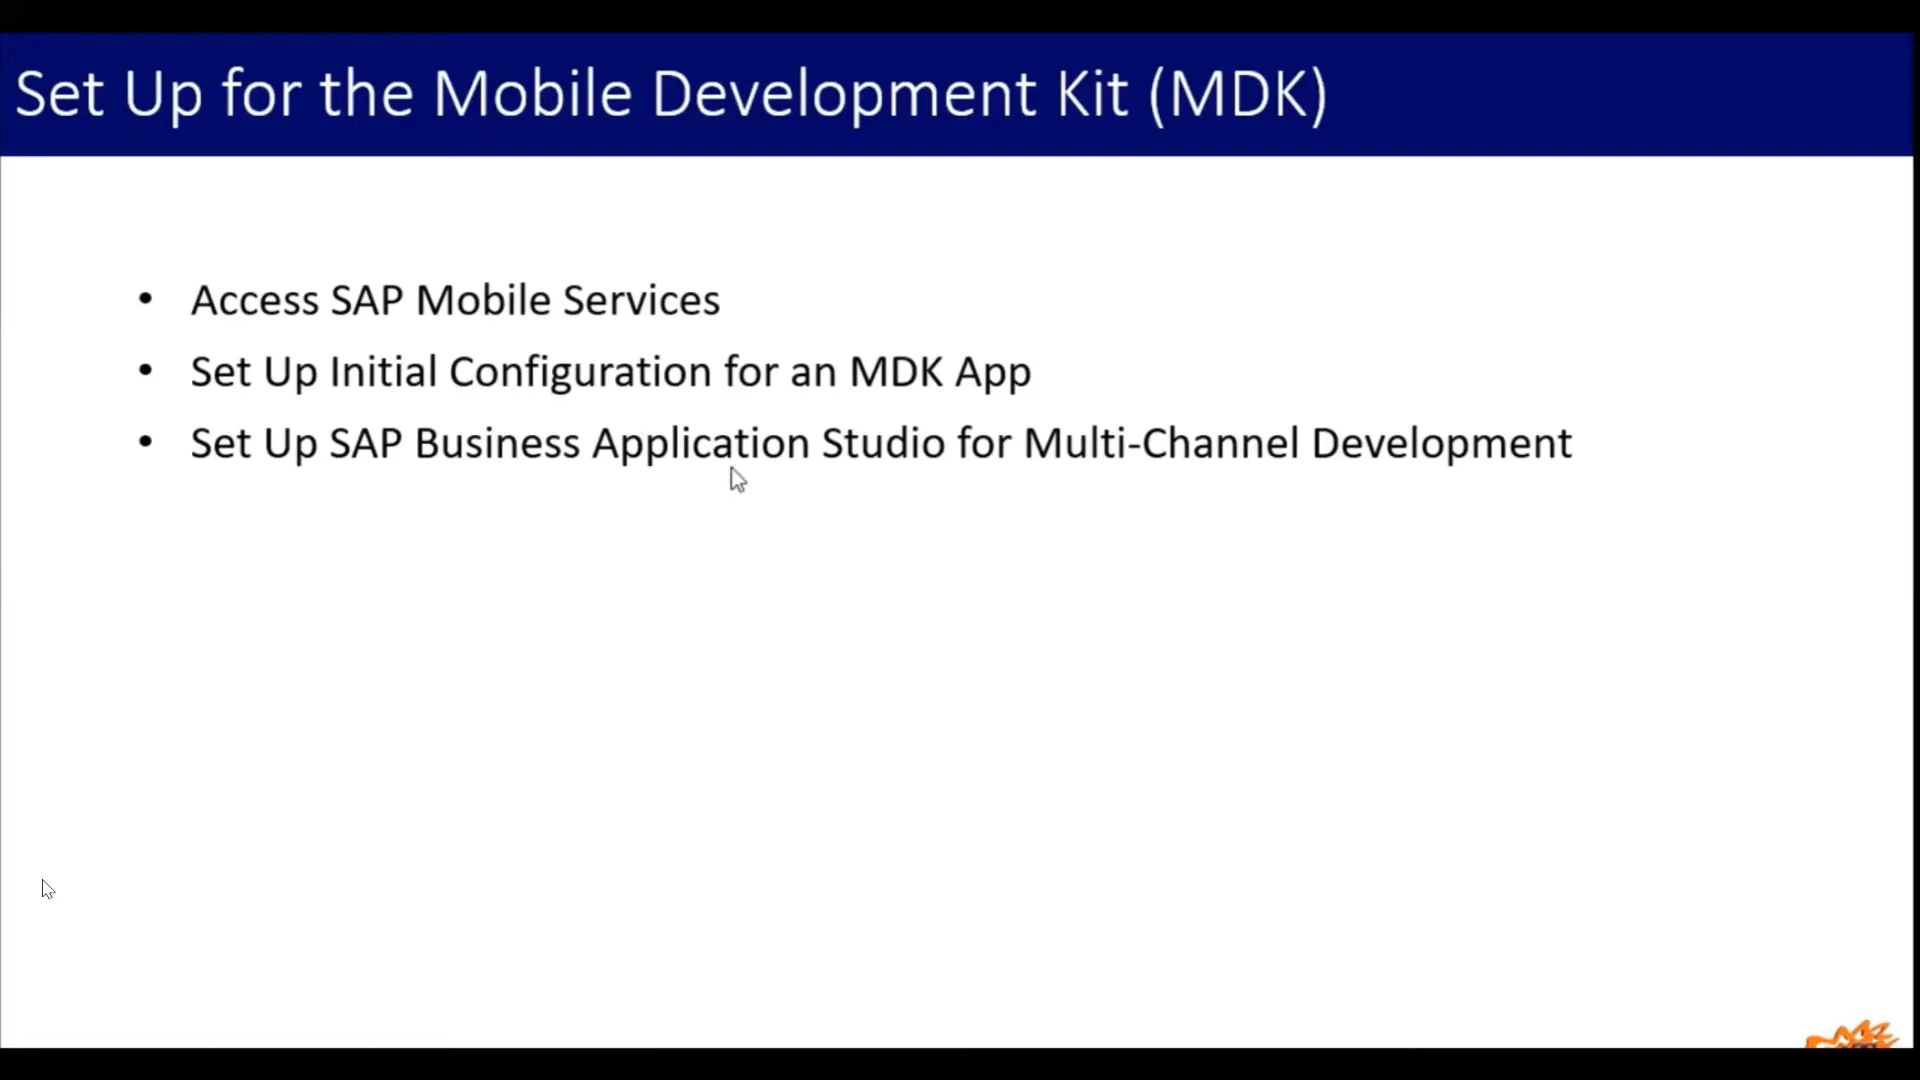 Set Up for the Mobile Development Kit (MDK)
• Access SAP Mobile Services
• Set Up Initial Configuration for an MDK App
• Set Up SAP Business Application Studio for Multi-Channel Development